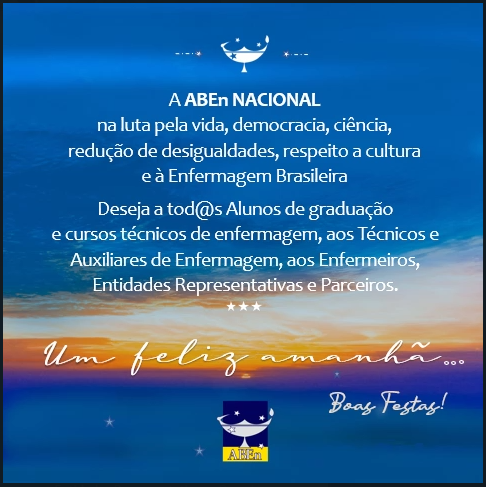 A ABEn NACIONAL
na luta pela vida, democracia, ciência,
redução de desigualdades, respeito a cultura
e à Enfermagem Brasileira
Deseja a tod@s Alunos de graduação
e cursos técnicos de enfermagem, aos Técnicos e
Auxiliares de Enfermagem, aos Enfermeiros,
Entidades Representativas e Parceiros.
Um feliz amanhã...
Boas Festas!
ABEn